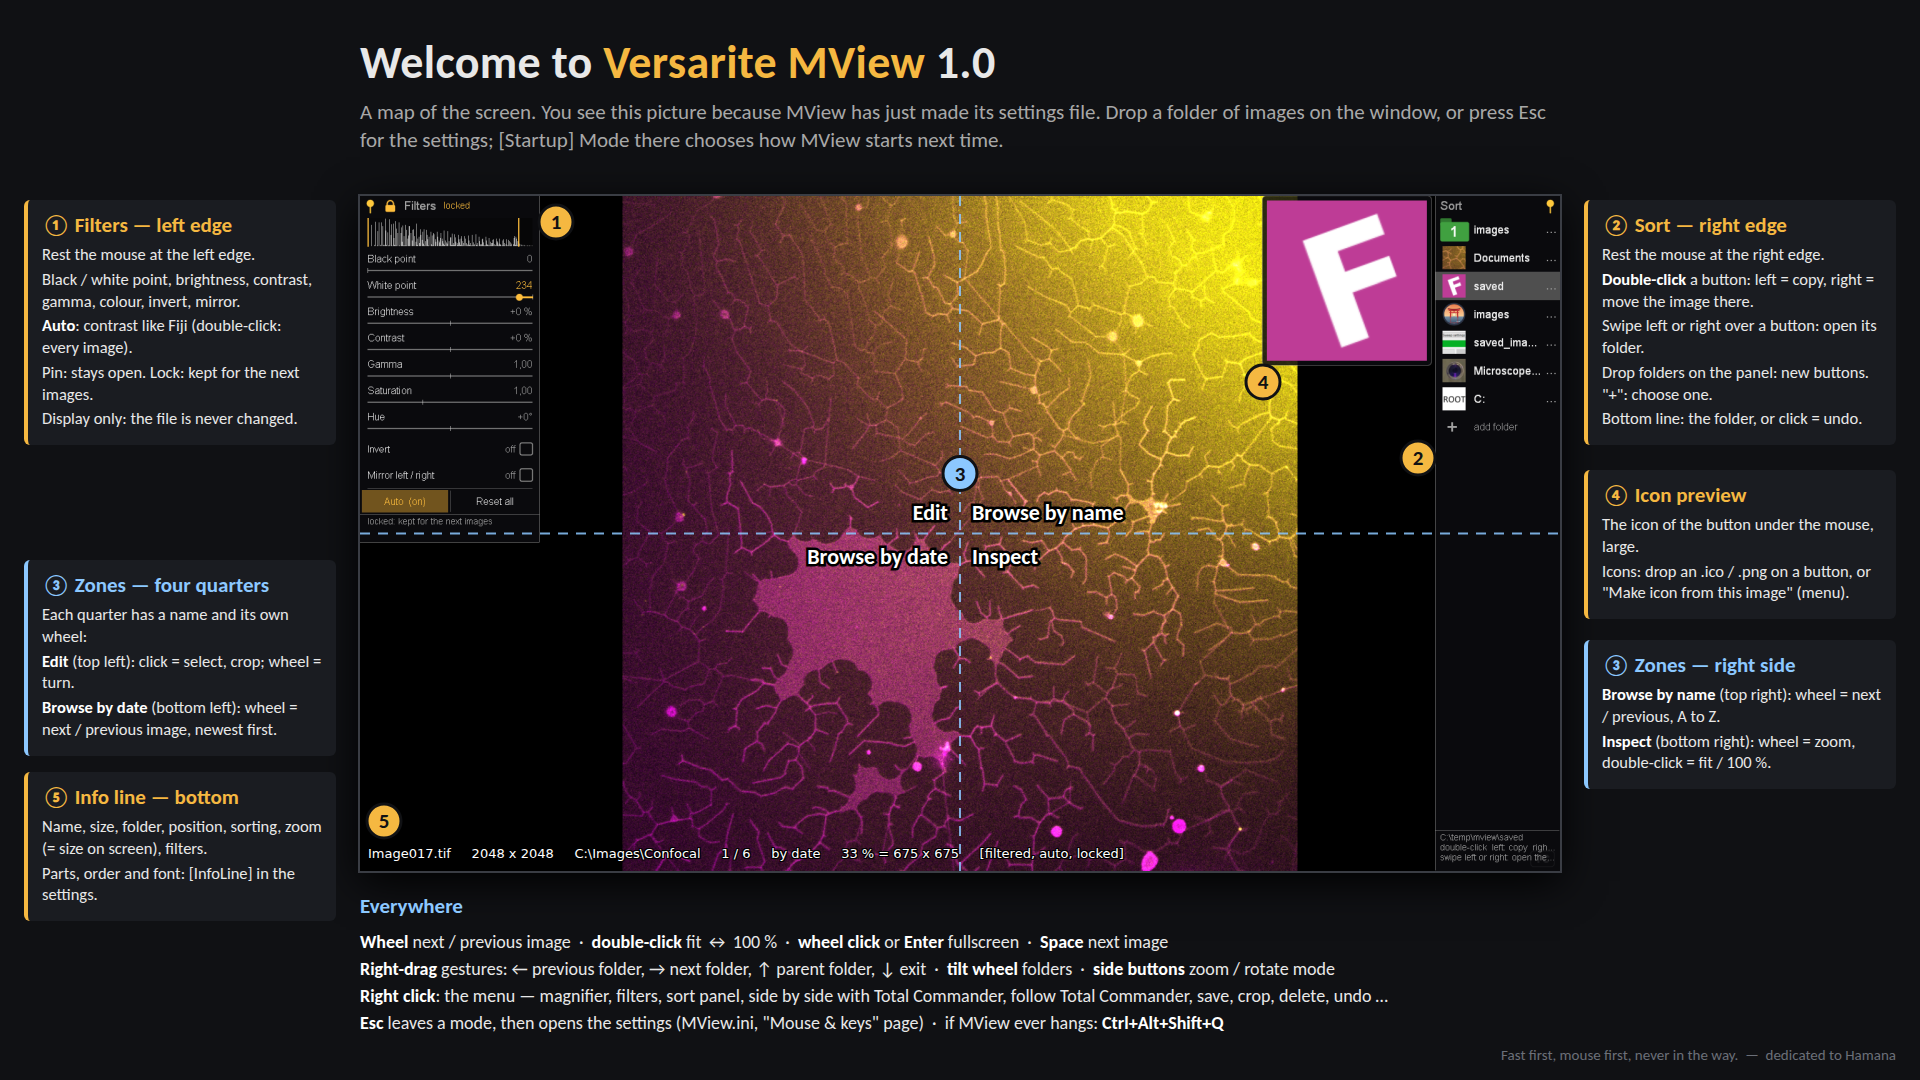 Welcome to Versarite MView 1.0
A map of the screen. You see this picture because MView has just made its settings file. Drop a folder of images on the window, or press Esc
for the settings; [Startup] Mode there chooses how MView starts next time.
① Filters — left edge
Rest the mouse at the left edge.
Black / white point, brightness, contrast,
gamma, colour, invert, mirror.
Auto: contrast like Fiji (double-click:
every image).
Pin: stays open. Lock: kept for the next
images.
Display only: the file is never changed.
③ Zones — four quarters
Each quarter has a name and its own
wheel:
Edit (top left): click = select, crop; wheel =
turn.
Browse by date (bottom left): wheel =
next / previous image, newest first.
⑤ Info line — bottom
Name, size, folder, position, sorting, zoom
(= size on screen), filters.
Parts, order and font: [InfoLine] in the
settings.
Filters locked
Black point 0
White point 234
Brightness +0 %
Contrast +0 %
Gamma 1,00
Saturation 1,00
Hue +0°
Invert off
Mirror left / right off
Auto (on) Reset all
locked: kept for the next images
1
3
Edit Browse by name
Browse by date Inspect
F
4
2
5
Image017.tif 2048 x 2048 C:\Images\Confocal 1 / 6 by date 33 % = 675 x 675 [filtered, auto, locked]
Sort
1 images ...
Documents ...
F saved ...
images ...
saved_ima... ...
Microscope... ...
ROOT C: ...
+ add folder
C:\temp\mview\saved
double-click left: copy righ...
swipe left or right: open the...
② Sort — right edge
Rest the mouse at the right edge.
Double-click a button: left = copy, right =
move the image there.
Swipe left or right over a button: open its
folder.
Drop folders on the panel: new buttons.
"+": choose one.
Bottom line: the folder, or click = undo.
④ Icon preview
The icon of the button under the mouse,
large.
Icons: drop an .ico / .png on a button, or
"Make icon from this image" (menu).
③ Zones — right side
Browse by name (top right): wheel = next
/ previous, A to Z.
Inspect (bottom right): wheel = zoom,
double-click = fit / 100 %.
Everywhere
Wheel next / previous image · double-click fit ↔ 100 % · wheel click or Enter fullscreen · Space next image
Right-drag gestures: ← previous folder, → next folder, ↑ parent folder, ↓ exit · tilt wheel folders · side buttons zoom / rotate mode
Right click: the menu — magnifier, filters, sort panel, side by side with Total Commander, follow Total Commander, save, crop, delete, undo ...
Esc leaves a mode, then opens the settings (MView.ini, "Mouse & keys" page) · if MView ever hangs: Ctrl+Alt+Shift+Q
Fast first, mouse first, never in the way. — dedicated to Hamana